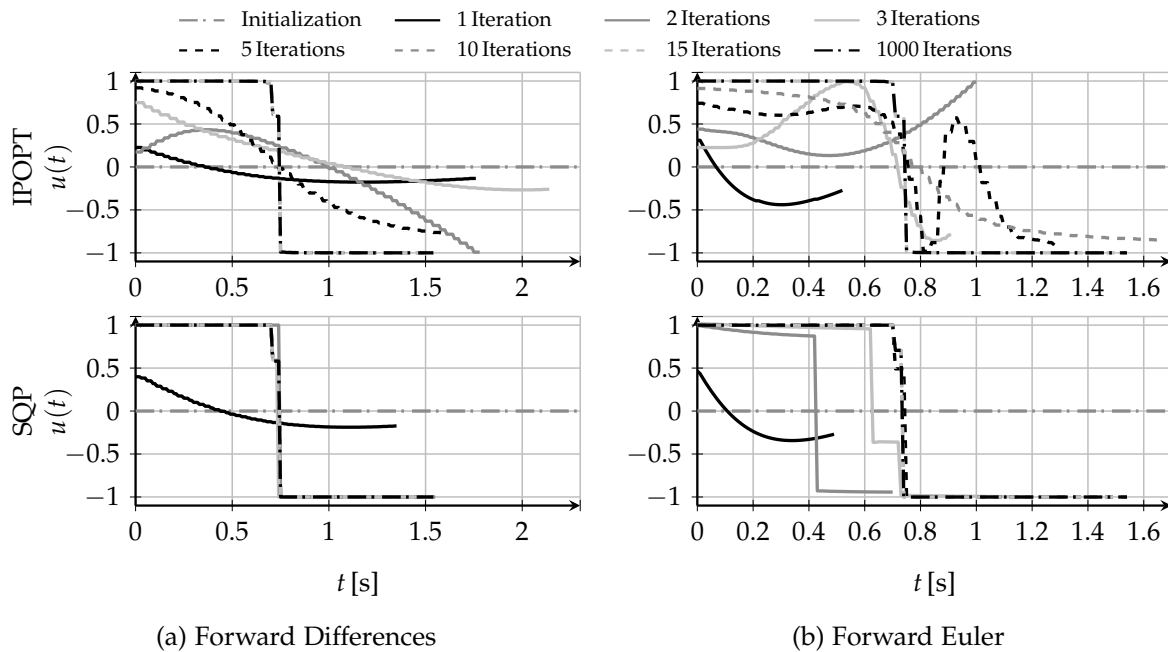 Initialization 1 Iteration 2 Iterations 3 Iterations
5 Iterations 10 Iterations 15 Iterations 1000 Iterations
IPOPT
u(t)
1
0.5
0
−0.5
−1
0 0.5 1 1.5 2
1
0.5
0
−0.5
−1
0 0.2 0.4 0.6 0.8 1 1.2 1.4 1.6
SQP
u(t)
1
0.5
0
−0.5
−1
0 0.5 1 1.5 2
t [s]
(a) Forward Differences
1
0.5
0
−0.5
−1
0 0.2 0.4 0.6 0.8 1 1.2 1.4 1.6
t [s]
(b) Forward Euler